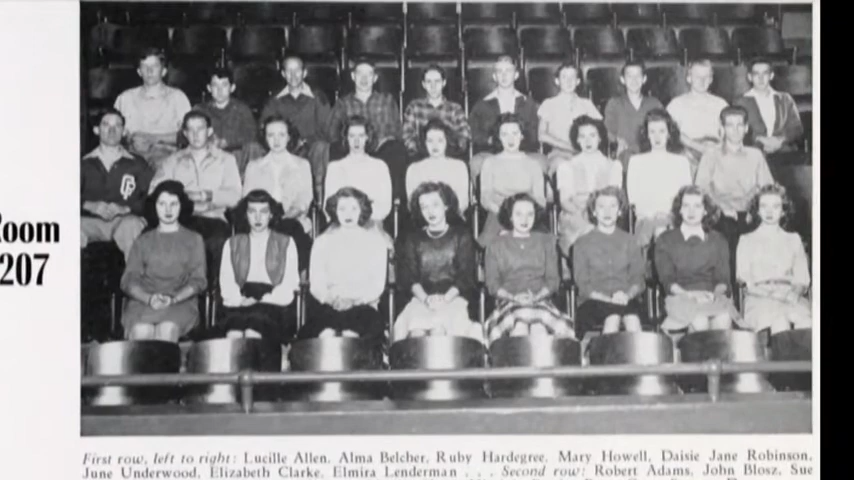 Room
207
First row, left to right: Lucille Allen, Alma Belcher, Ruby Hardegree, Mary Howell, Daisie Jane Robinson,
June Underwood, Elizabeth Clarke, Elmira Lenderman . . . Second row: Robert Adams, John Blosz, Sue